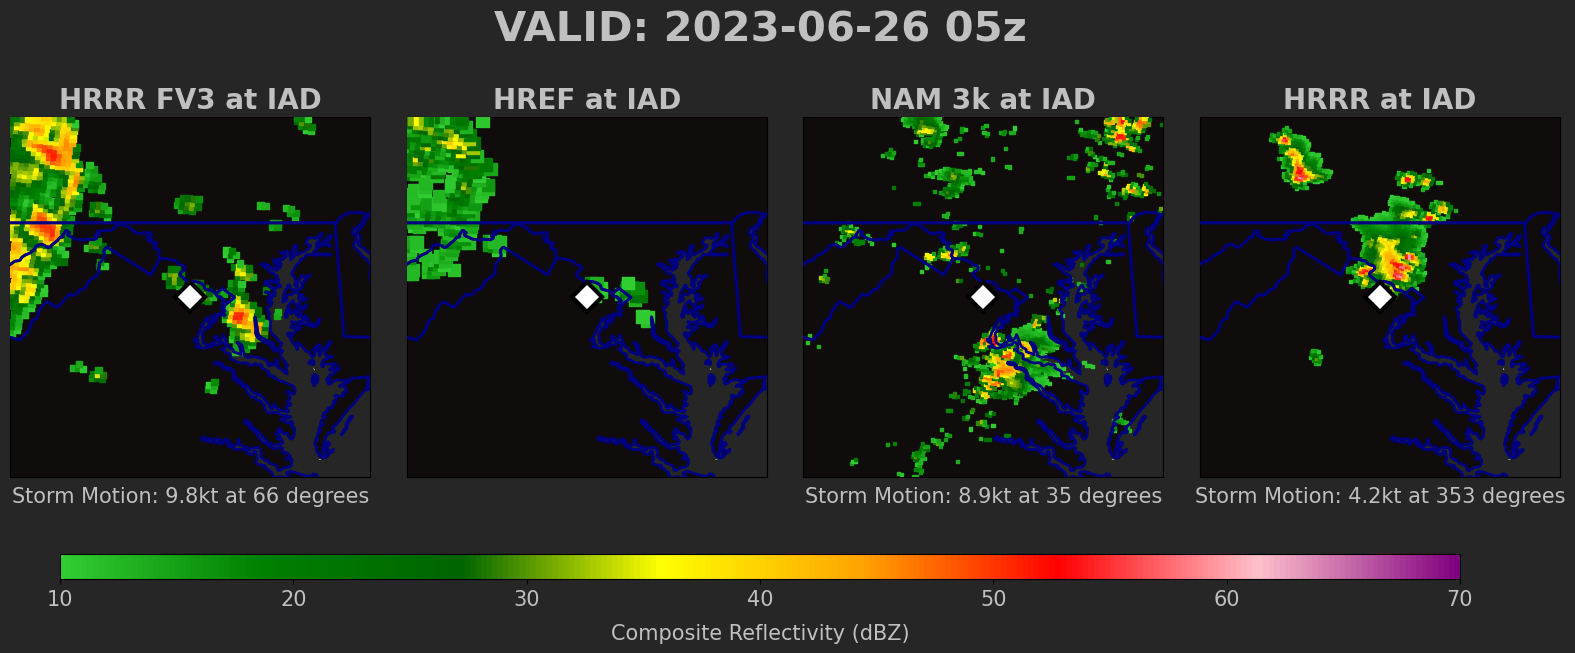 VALID: 2023-06-26 05z
HRRR FV3 at IAD
HREF at IAD
NAM 3k at IAD
HRRR at IAD
Storm Motion: 9.8kt at 66 degrees
Storm Motion: 8.9kt at 35 degrees
Storm Motion: 4.2kt at 353 degrees
10 20 30 40 50 60 70
Composite Reflectivity (dBZ)